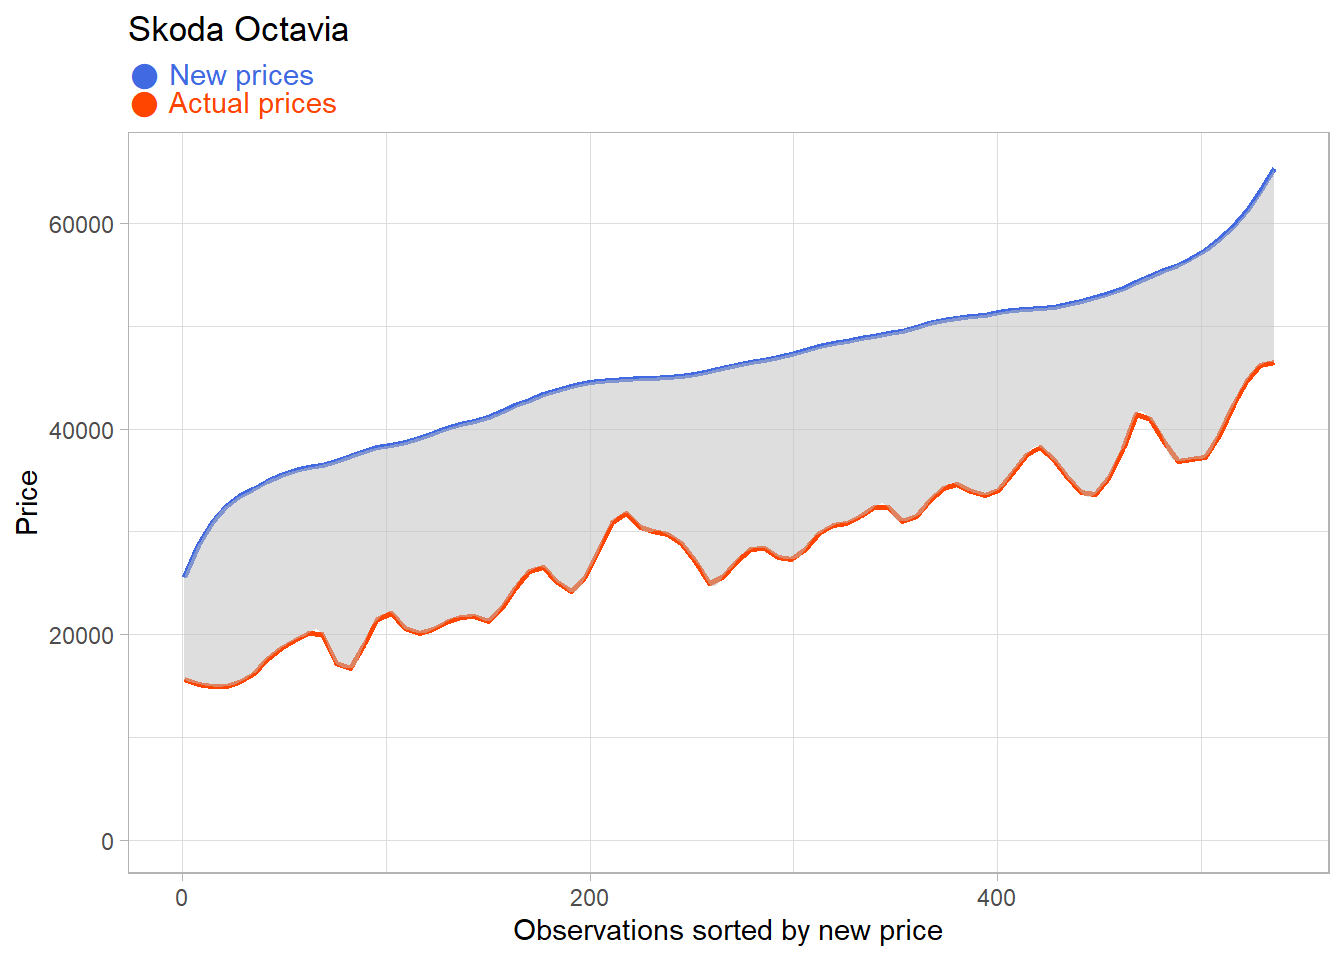 Skoda Octavia
New prices
Actual prices
60000
40000
20000
0
Price
0
200
400
Observations sorted by new price